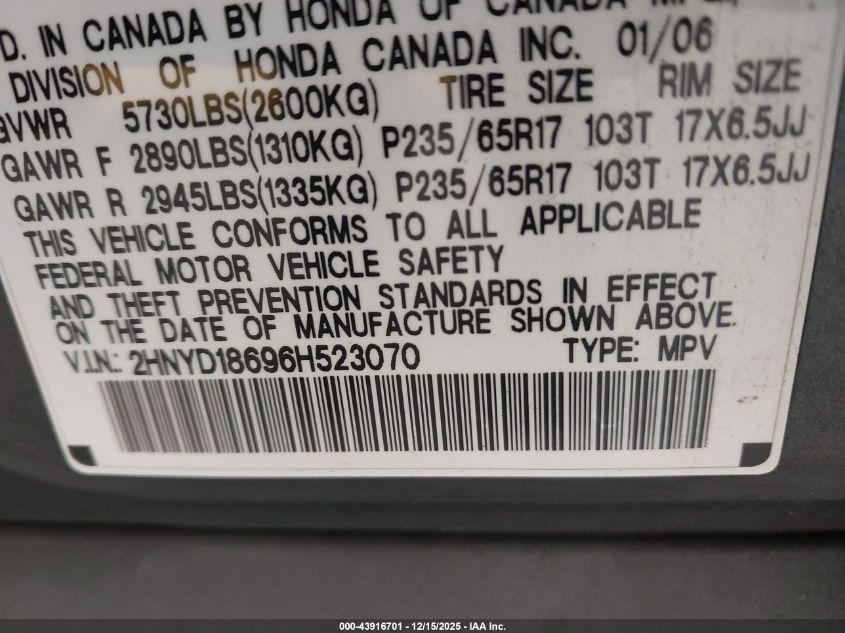 D. IN CANADA BY HONDA OF CANADA MFG.,
DIVISION OF HONDA CANADA INC. 01/06
GVWR 5730LBS(2600KG) TIRE SIZE RIM SIZE
GAWR F 2890LBS(1310KG) P235/65R17 103T 17X6.5JJ
GAWR R 2945LBS(1335KG) P235/65R17 103T 17X6.5JJ
THIS VEHICLE CONFORMS TO ALL APPLICABLE
FEDERAL MOTOR VEHICLE SAFETY
AND THEFT PREVENTION STANDARDS IN EFFECT
ON THE DATE OF MANUFACTURE SHOWN ABOVE.
V.I.N.: 2HNYD18696H523070 TYPE: MPV
000-43916701 - 12/15/2025 - IAA Inc.